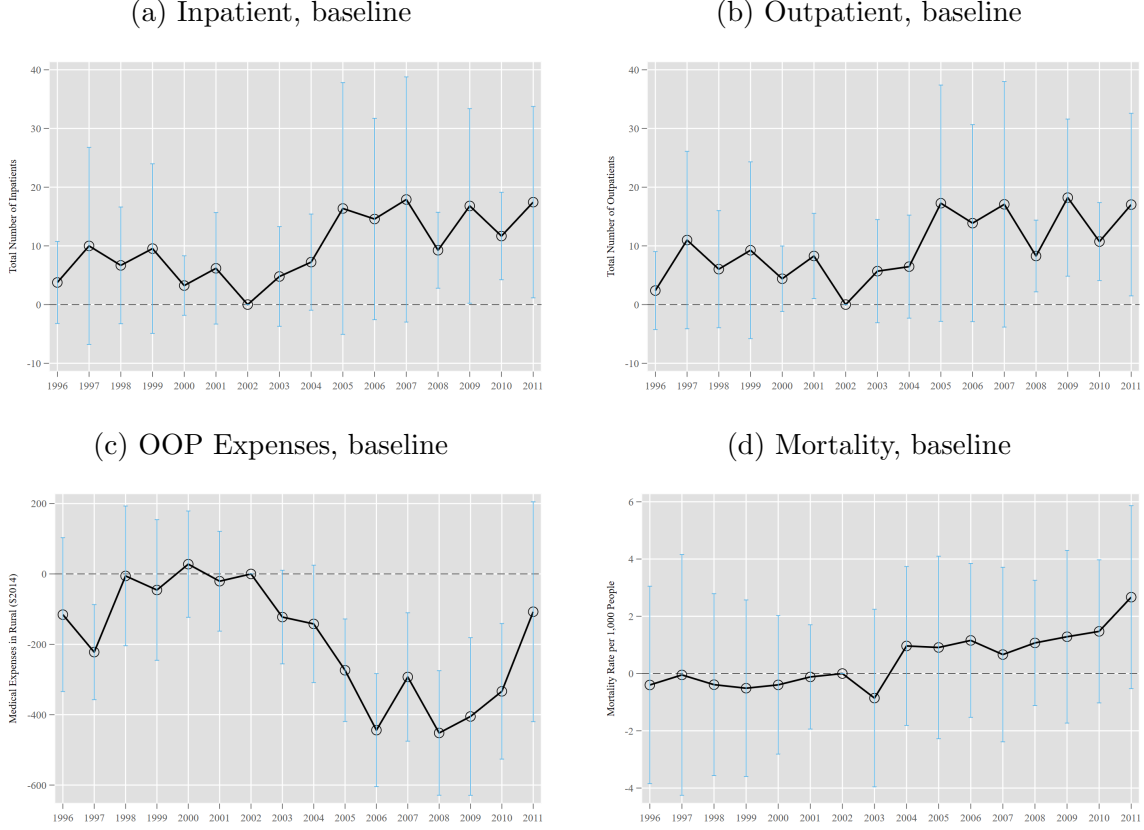 (a) Inpatient, baseline
Total Number of Inpatients
40
30
20
10
0
-10
1996 1997 1998 1999 2000 2001 2002 2003 2004 2005 2006 2007 2008 2009 2010 2011
(b) Outpatient, baseline
Total Number of Outpatients
40
30
20
10
0
-10
1996 1997 1998 1999 2000 2001 2002 2003 2004 2005 2006 2007 2008 2009 2010 2011
(c) OOP Expenses, baseline
Medical Expenses in Rural ($2014)
200
0
-200
-400
-600
1996 1997 1998 1999 2000 2001 2002 2003 2004 2005 2006 2007 2008 2009 2010 2011
(d) Mortality, baseline
Mortality Rate per 1,000 People
6
4
2
0
-2
-4
1996 1997 1998 1999 2000 2001 2002 2003 2004 2005 2006 2007 2008 2009 2010 2011